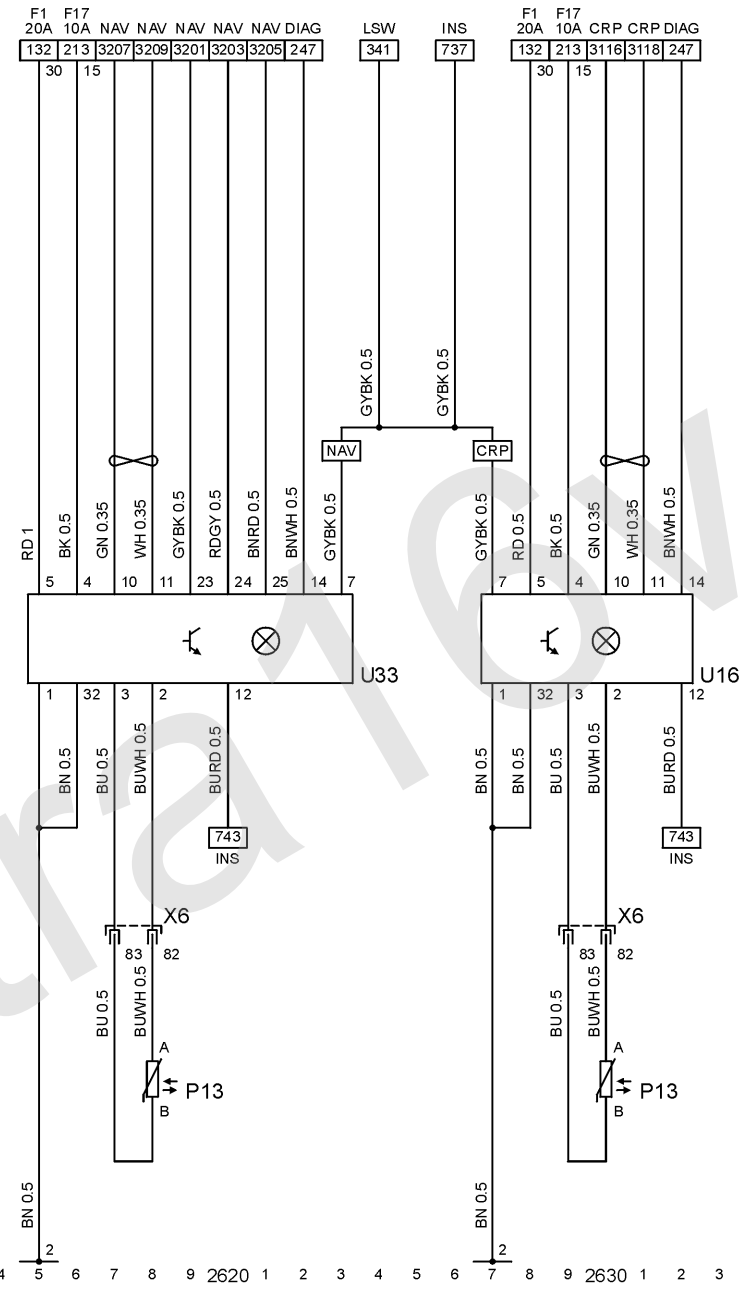 F1 F17 F1 F17
20A 10A NAV NAV NAV NAV NAV DIAG LSW INS 20A 10A CRP CRP DIAG
132 213 3207 3209 3201 3203 3205 247 341 737 132 213 3116 3118 247
30 15 30 15
GYBK 0.5 GYBK 0.5
NAV CRP
RD 1 BK 0.5 GN 0.35 WH 0.35 GYBK 0.5 RDGY 0.5 BNRD 0.5 BNWH 0.5 GYBK 0.5 GYBK 0.5 RD 0.5 BK 0.5 GN 0.35 WH 0.35 BNWH 0.5
5 4 10 11 23 24 25 14 7 7 5 4 10 11 14
U33 U16
1 32 3 2 12 1 32 3 2 12
BN 0.5 BU 0.5 BUWH 0.5 BURD 0.5 BN 0.5 BN 0.5 BU 0.5 BUWH 0.5 BURD 0.5
743 743
INS INS
X6 X6
83 82 83 82
BU 0.5 BUWH 0.5 BU 0.5 BUWH 0.5
A A
P13 P13
B B
BN 0.5 BN 0.5
2 2
4 5 6 7 8 9 2620 1 2 3 4 5 6 7 8 9 2630 1 2 3
tra16v